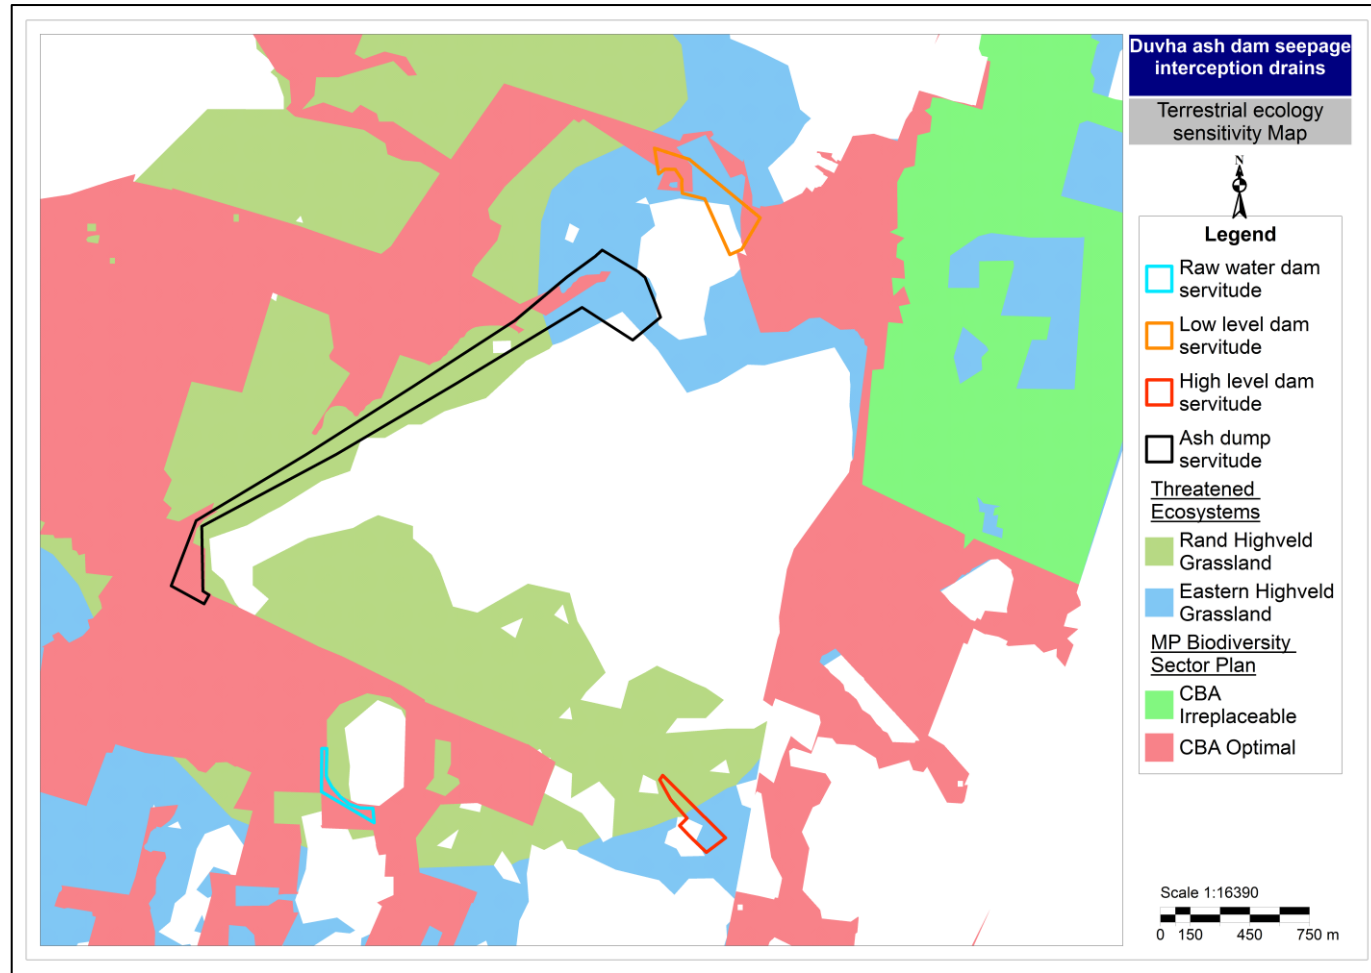 Duvha ash dam seepage
interception drains
Terrestrial ecology
sensitivity Map
N
Legend
Raw water dam
servitude
Low level dam
servitude
High level dam
servitude
Ash dump
servitude
Threatened
Ecosystems
Rand Highveld
Grassland
Eastern Highveld
Grassland
MP Biodiversity
Sector Plan
CBA
Irreplaceable
CBA Optimal
Scale 1:16390
0 150 450 750 m